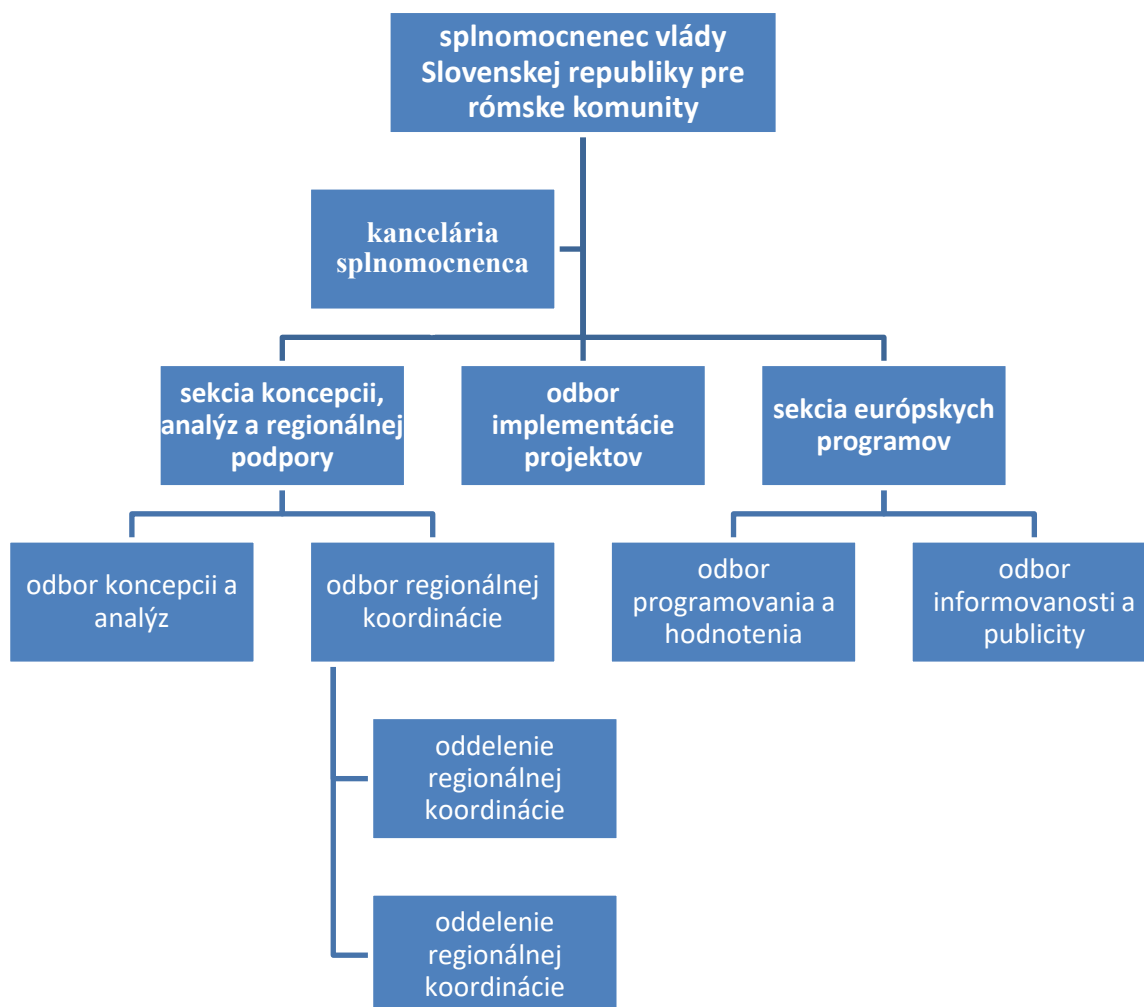 splnomocnenec vlády
Slovenskej republiky pre
rómske komunity
kancelária
splnomocnenca
sekcia koncepcii,
analýz a regionálnej
podpory
odbor
implementácie
projektov
sekcia európskych
programov
odbor koncepcii a
analýz
odbor regionálnej
koordinácie
odbor
programovania a
hodnotenia
odbor
informovanosti a
publicity
oddelenie
regionálnej
koordinácie
oddelenie
regionálnej
koordinácie